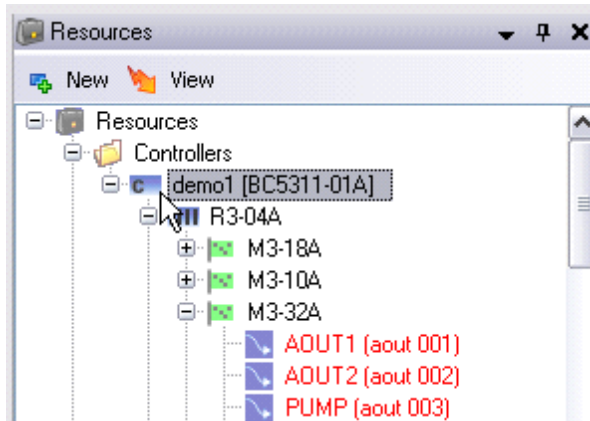 Resources
New View
Resources
Controllers
demo1 [BC5311-01A]
R3-04A
M3-18A
M3-10A
M3-32A
AOUT1 (aout 001)
AOUT2 (aout 002)
PUMP (aout 003)